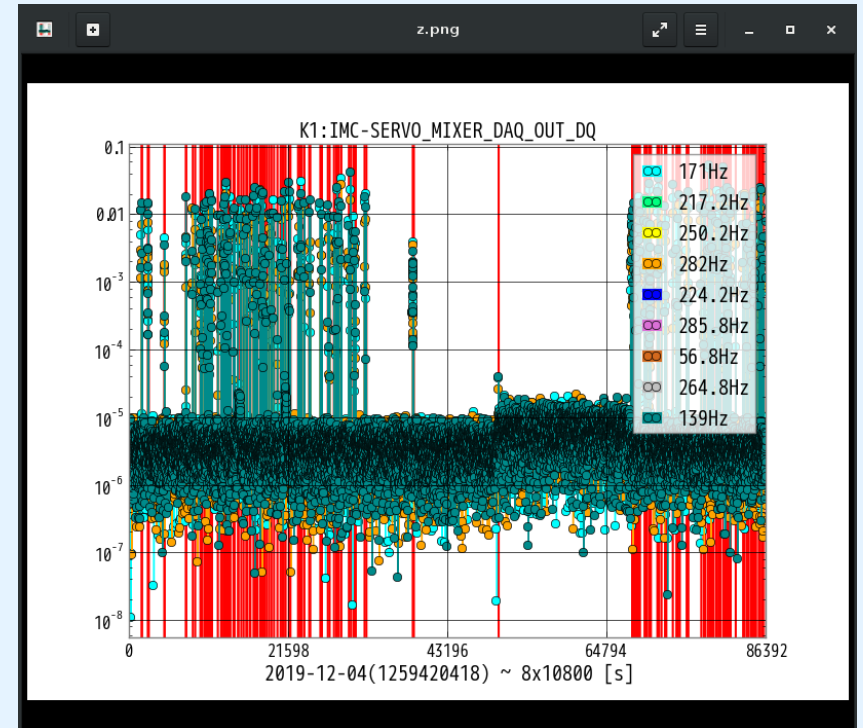 z.png
K1:IMC-SERVO_MIXER_DAQ_OUT_DQ
0.1
0.01
10^-3
10^-4
10^-5
10^-6
10^-7
10^-8
171Hz
217.2Hz
250.2Hz
282Hz
224.2Hz
285.8Hz
56.8Hz
264.8Hz
139Hz
0 21598 43196 64794 86392
2019-12-04(1259420418) ~ 8x10800 [s]